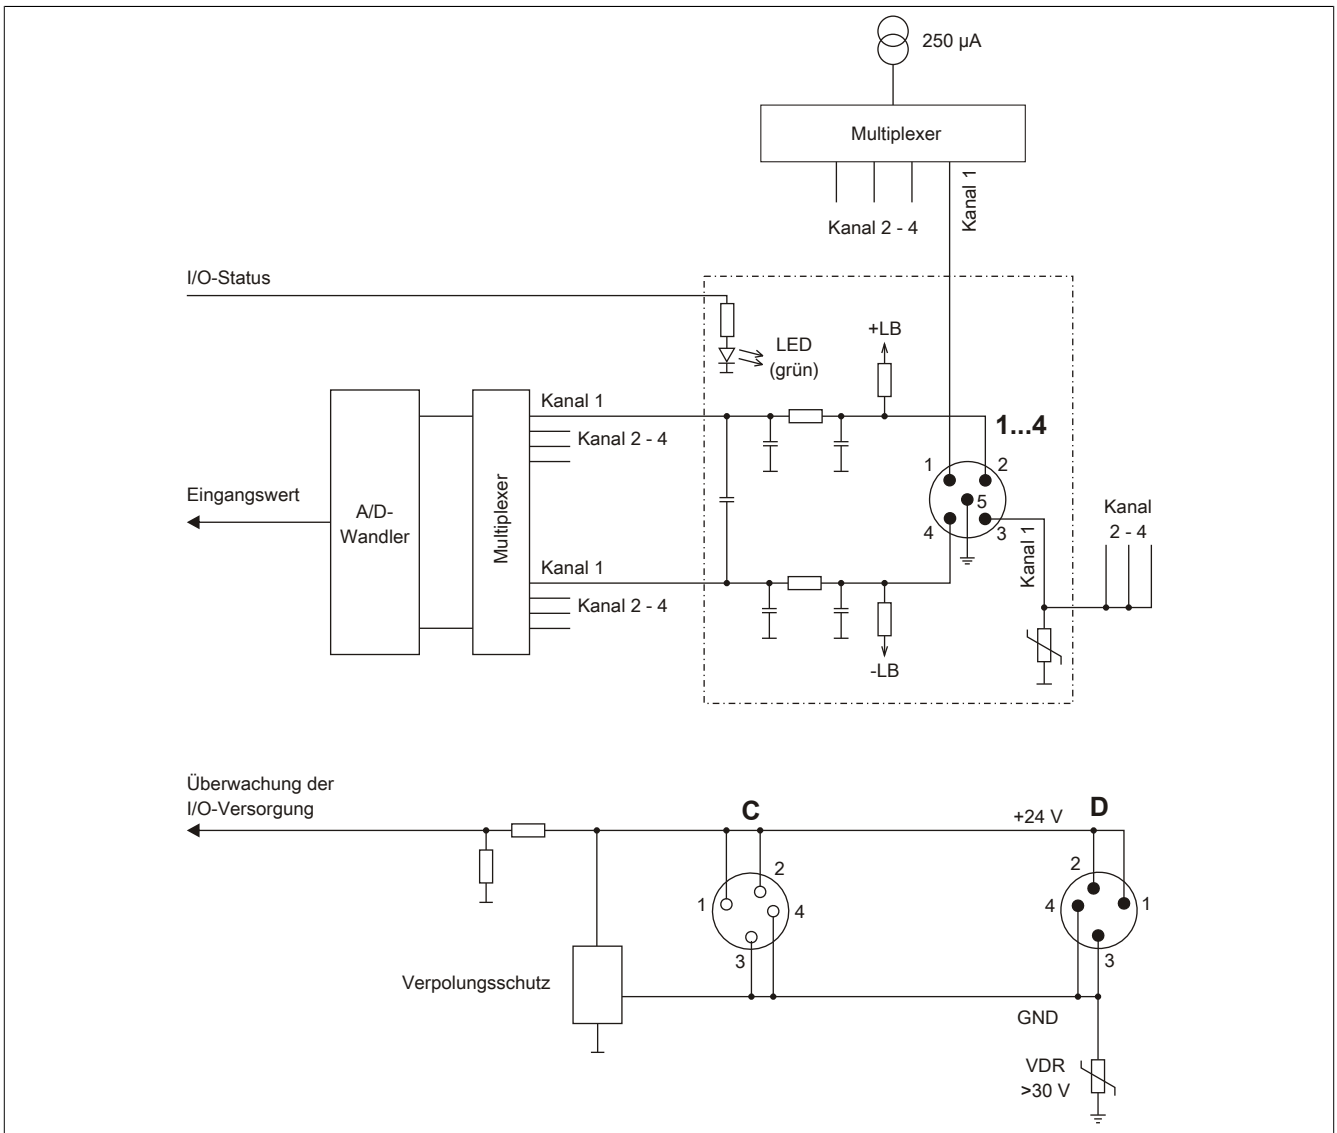 250 µA
Multiplexer
Kanal 1
Kanal 2 - 4
I/O-Status
+LB
LED
(grün)
Kanal 1
Kanal 2 - 4
1...4
1
2
5
4
3
Kanal 1
Kanal
2 - 4
Eingangswert
A/D-
Wandler
Multiplexer
Kanal 1
Kanal 2 - 4
-LB
Überwachung der
I/O-Versorgung
C
+24 V
D
2
1
4
3
2
4
1
3
Verpolungsschutz
GND
VDR
>30 V